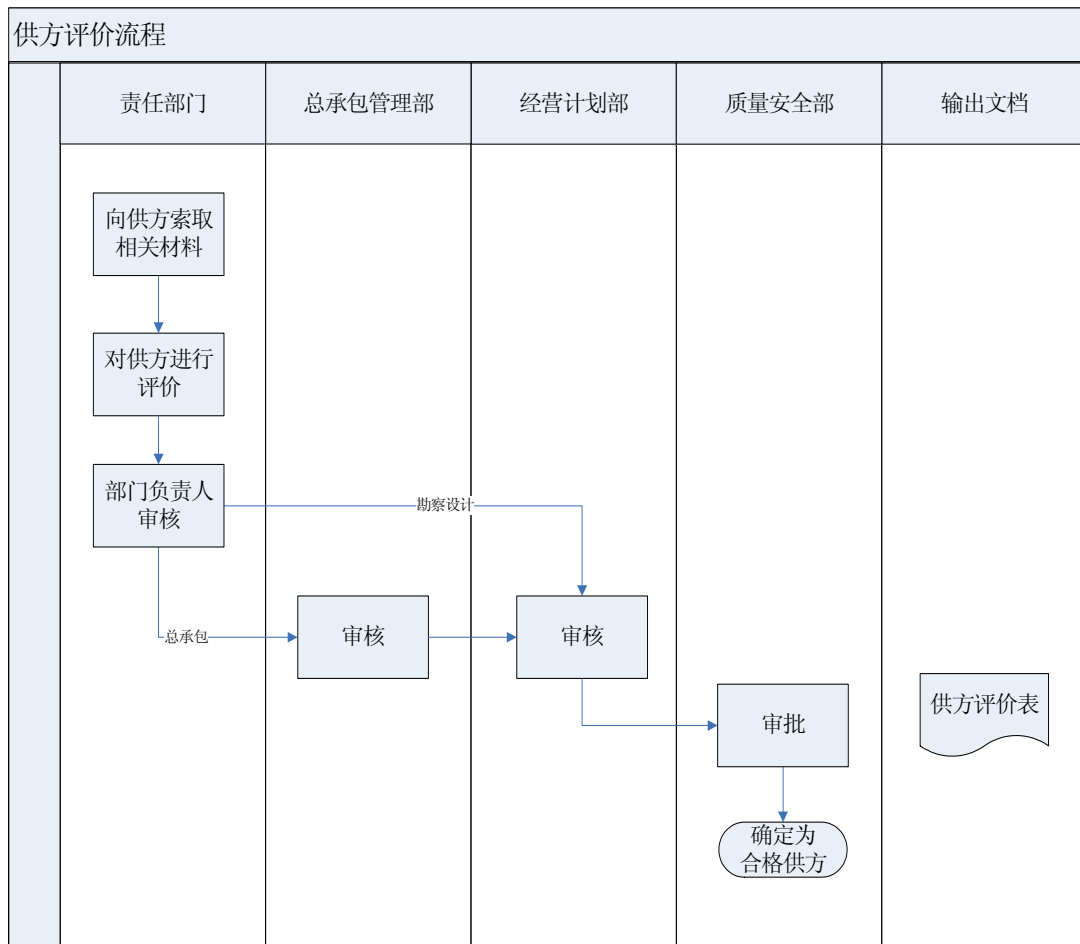 供方评价流程
责任部门
总承包管理部
经营计划部
质量安全部
输出文档
向供方索取
相关材料
对供方进行
评价
部门负责人
审核
勘察设计
总承包
审核
审核
供方评价表
审批
确定为
合格供方